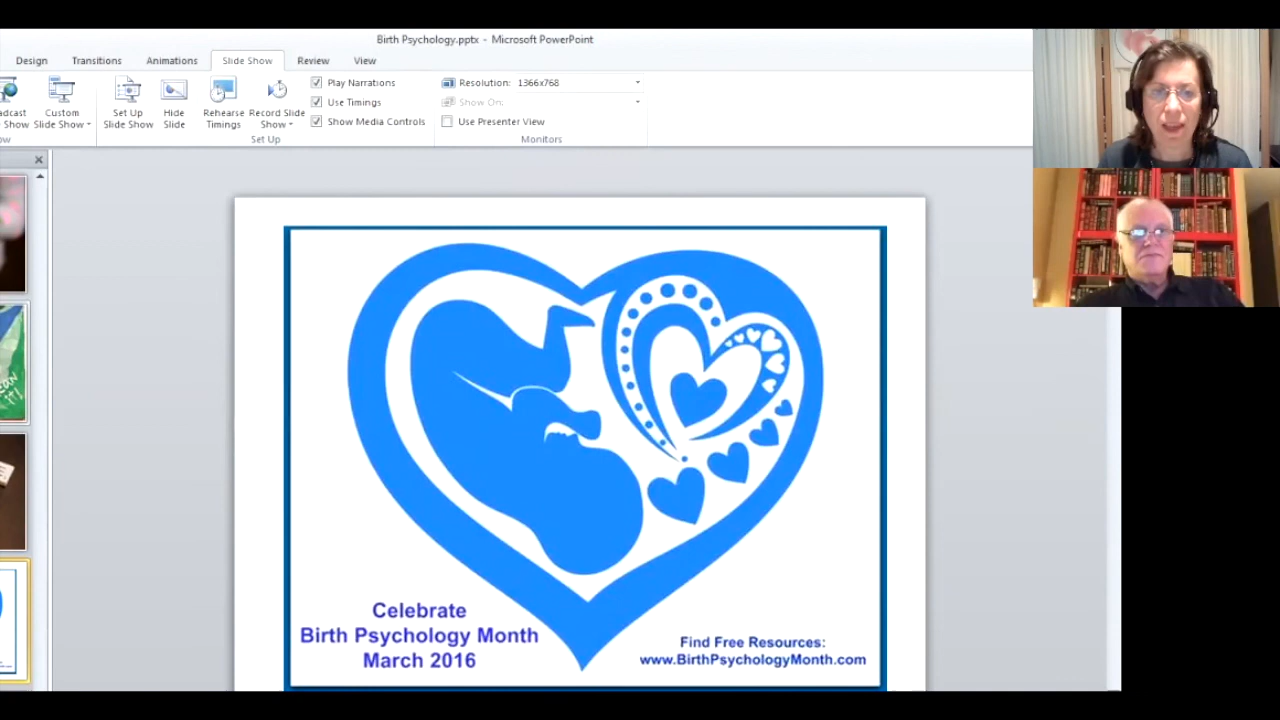 Birth Psychology.pptx - Microsoft PowerPoint
Design Transitions Animations Slide Show Review View
Custom
Slide Show
Set Up
Slide Show
Hide
Slide
Rehearse
Timings
Record Slide
Show
Play Narrations
Use Timings
Show Media Controls
Set Up
Resolution: 1366x768
Show On:
Use Presenter View
Monitors
Celebrate
Birth Psychology Month
March 2016
Find Free Resources:
www.BirthPsychologyMonth.com